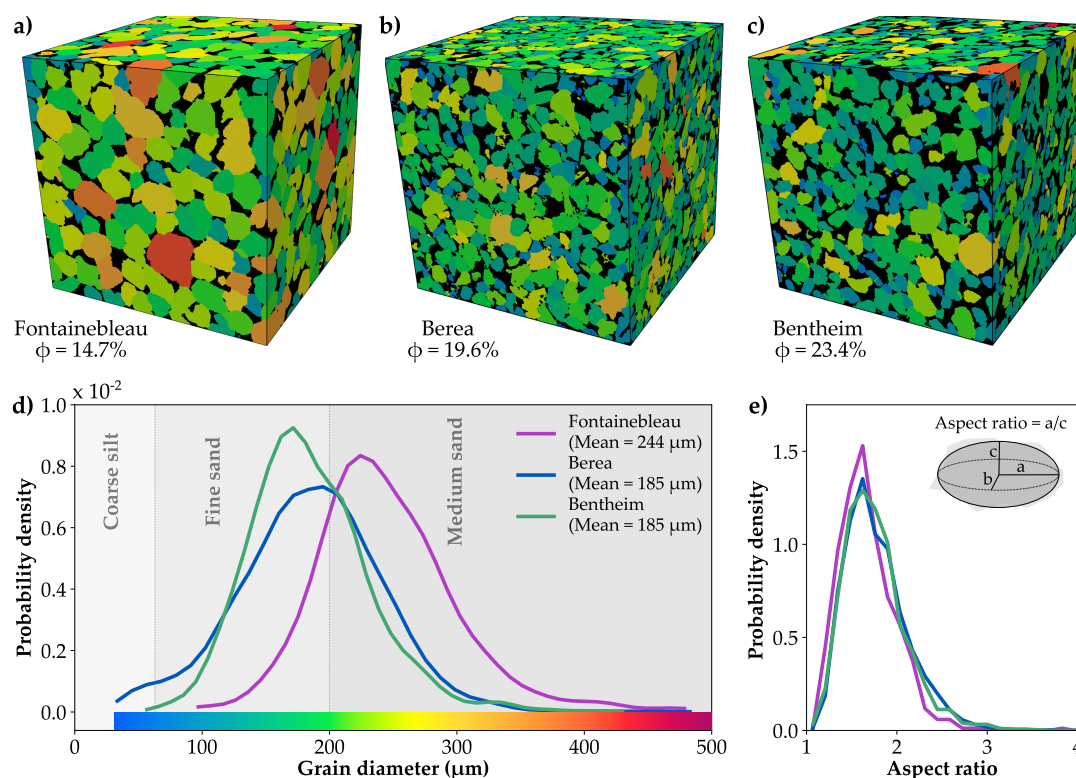 a)
b)
c)
Fontainebleau
ϕ = 14.7%
Berea
ϕ = 19.6%
Bentheim
ϕ = 23.4%
d)
x 10⁻²
1.0
0.8
0.6
0.4
0.2
0.0
Probability density
Coarse silt
Fine sand
Medium sand
Fontainebleau
(Mean = 244 μm)
Berea
(Mean = 185 μm)
Bentheim
(Mean = 185 μm)
0
100
200
300
400
500
Grain diameter (μm)
e)
Aspect ratio = a/c
c
a
b
1.5
1.0
0.5
0.0
Probability density
1
2
3
4
Aspect ratio